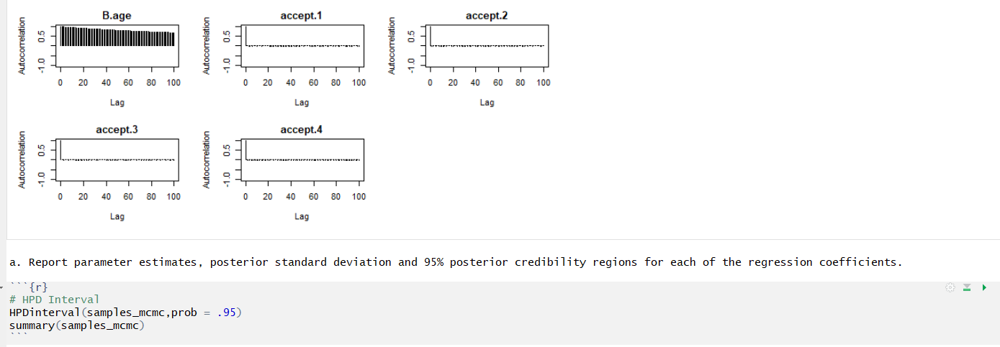 B.age
accept.1
accept.2
Autocorrelation
-1.0 0.5
0 20 40 60 80 100
Lag
Autocorrelation
-1.0 0.5
0 20 40 60 80 100
Lag
Autocorrelation
-1.0 0.5
0 20 40 60 80 100
Lag
accept.3
accept.4
Autocorrelation
-1.0 0.5
0 20 40 60 80 100
Lag
Autocorrelation
-1.0 0.5
0 20 40 60 80 100
Lag
a. Report parameter estimates, posterior standard deviation and 95% posterior credibility regions for each of the regression coefficients.
```{r}
# HPD Interval
HPDinterval(samples_mcmc,prob = .95)
summary(samples_mcmc)
```